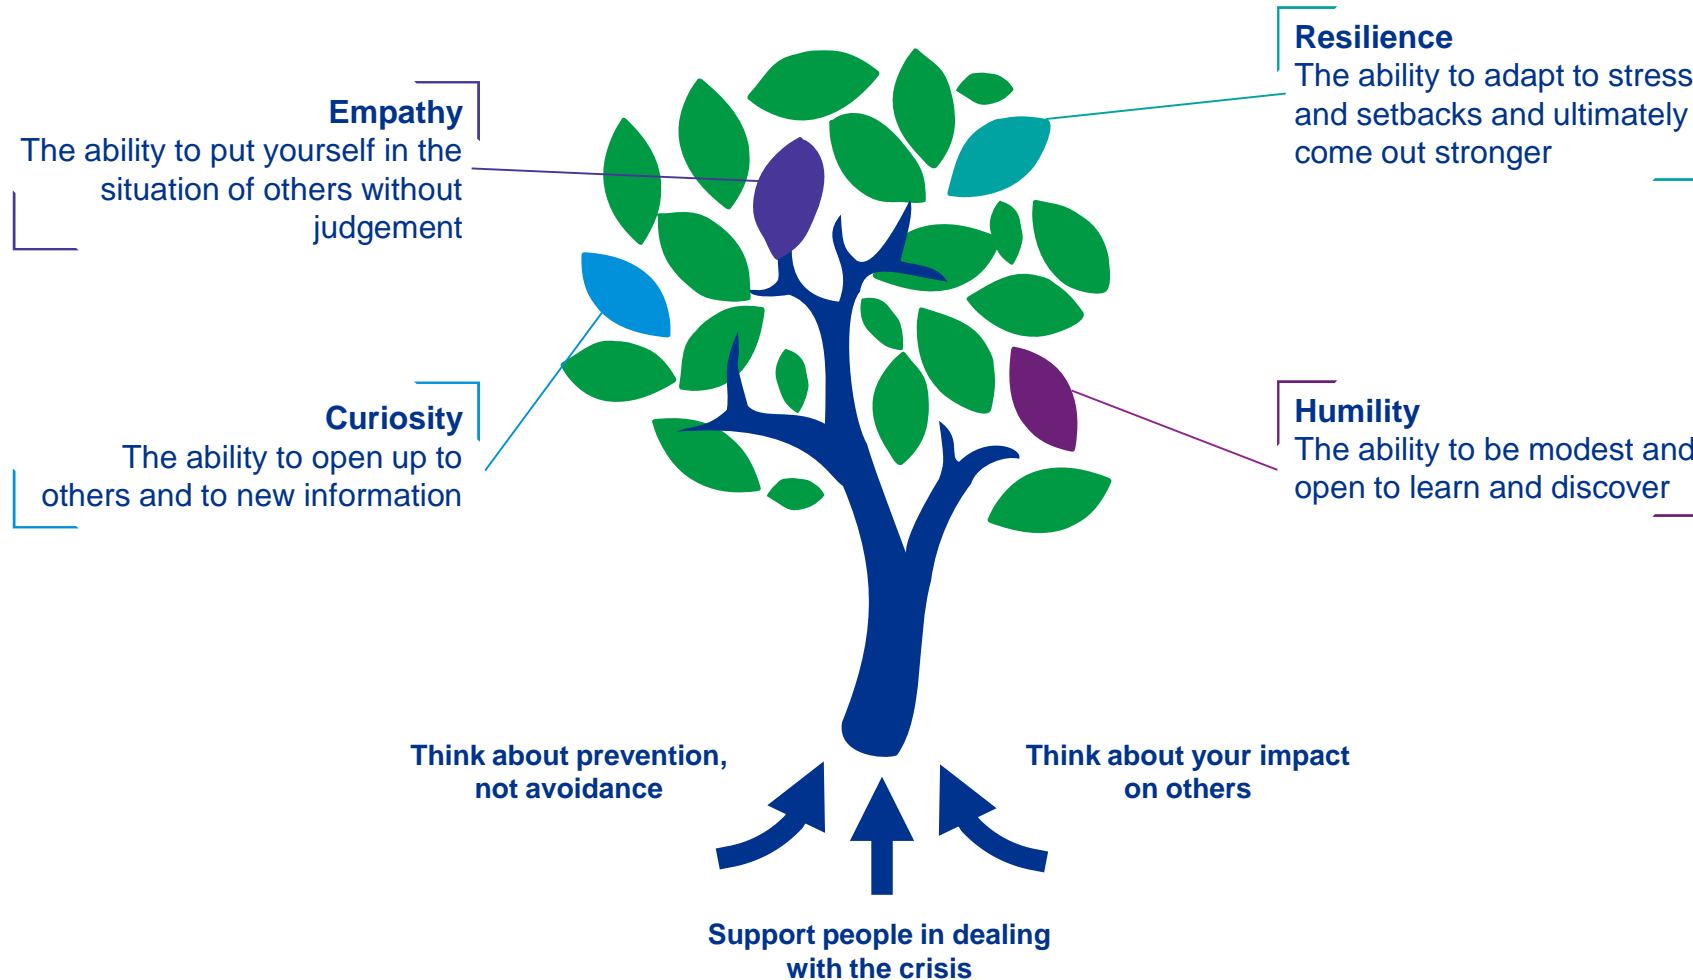 Empathy
The ability to put yourself in the
situation of others without
judgement
Curiosity
The ability to open up to
others and to new information
Resilience
The ability to adapt to stress
and setbacks and ultimately
come out stronger
Humility
The ability to be modest and
open to learn and discover
Think about prevention,
not avoidance
Think about your impact
on others
Support people in dealing
with the crisis